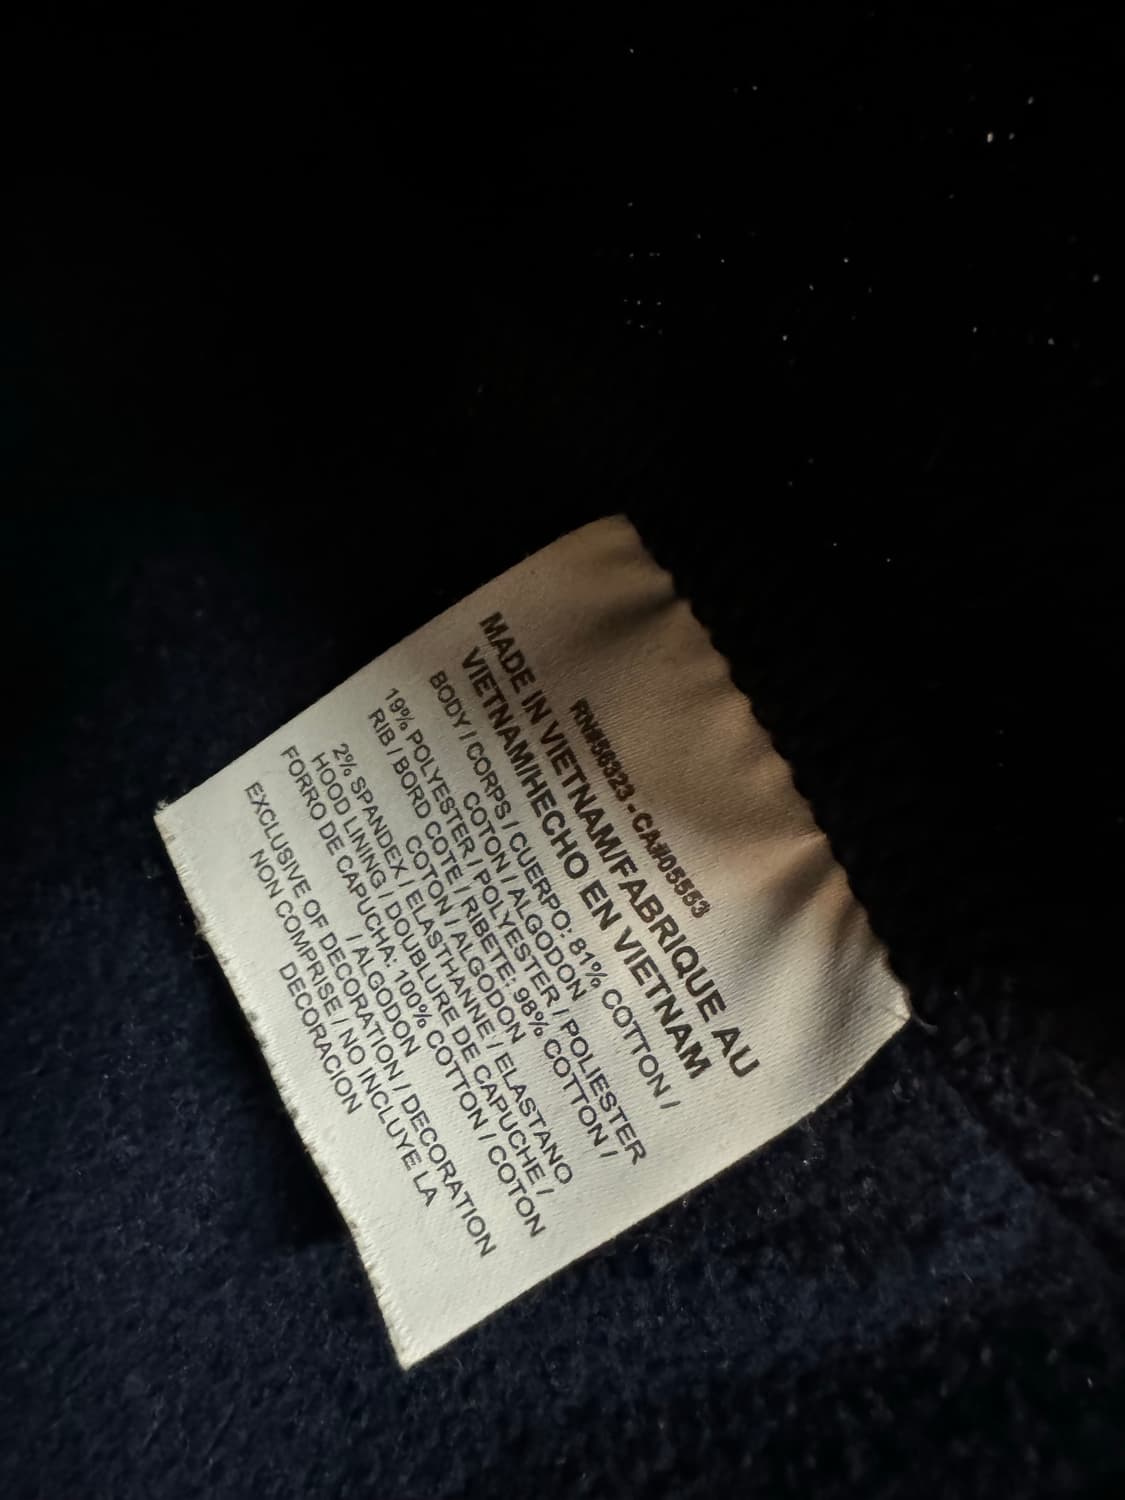 RN#56323 - CA#05553
MADE IN VIETNAM/FABRIQUE AU
VIETNAM/HECHO EN VIETNAM
BODY / CORPS / CUERPO: 81% COTTON /
COTON / ALGODON
19% POLYESTER / POLYESTER / POLIESTER
RIB / BORD COTE / RIBETE: 98% COTTON /
COTON / ALGODON
2% SPANDEX / ELASTHANNE / ELASTANO
HOOD LINING / DOUBLURE DE CAPUCHE /
FORRO DE CAPUCHA: 100% COTTON / COTON
/ ALGODON
EXCLUSIVE OF DECORATION / DECORATION
NON COMPRISE / NO INCLUYE LA
DECORACION